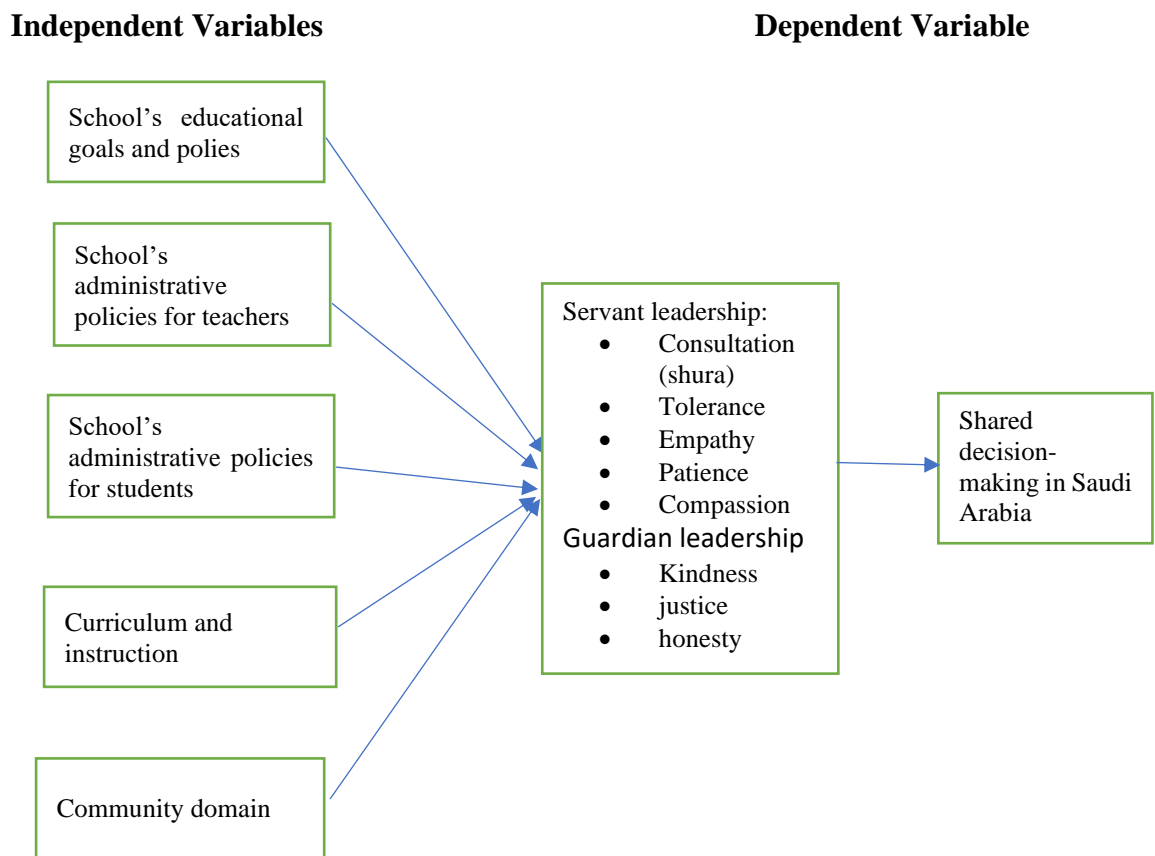 Independent Variables
Dependent Variable
School’s educational
goals and polies
School’s
administrative
policies for teachers
School’s
administrative policies
for students
Curriculum and
instruction
Community domain
Servant leadership:
• Consultation
(shura)
• Tolerance
• Empathy
• Patience
• Compassion
Guardian leadership
• Kindness
• justice
• honesty
Shared
decision-
making in Saudi
Arabia